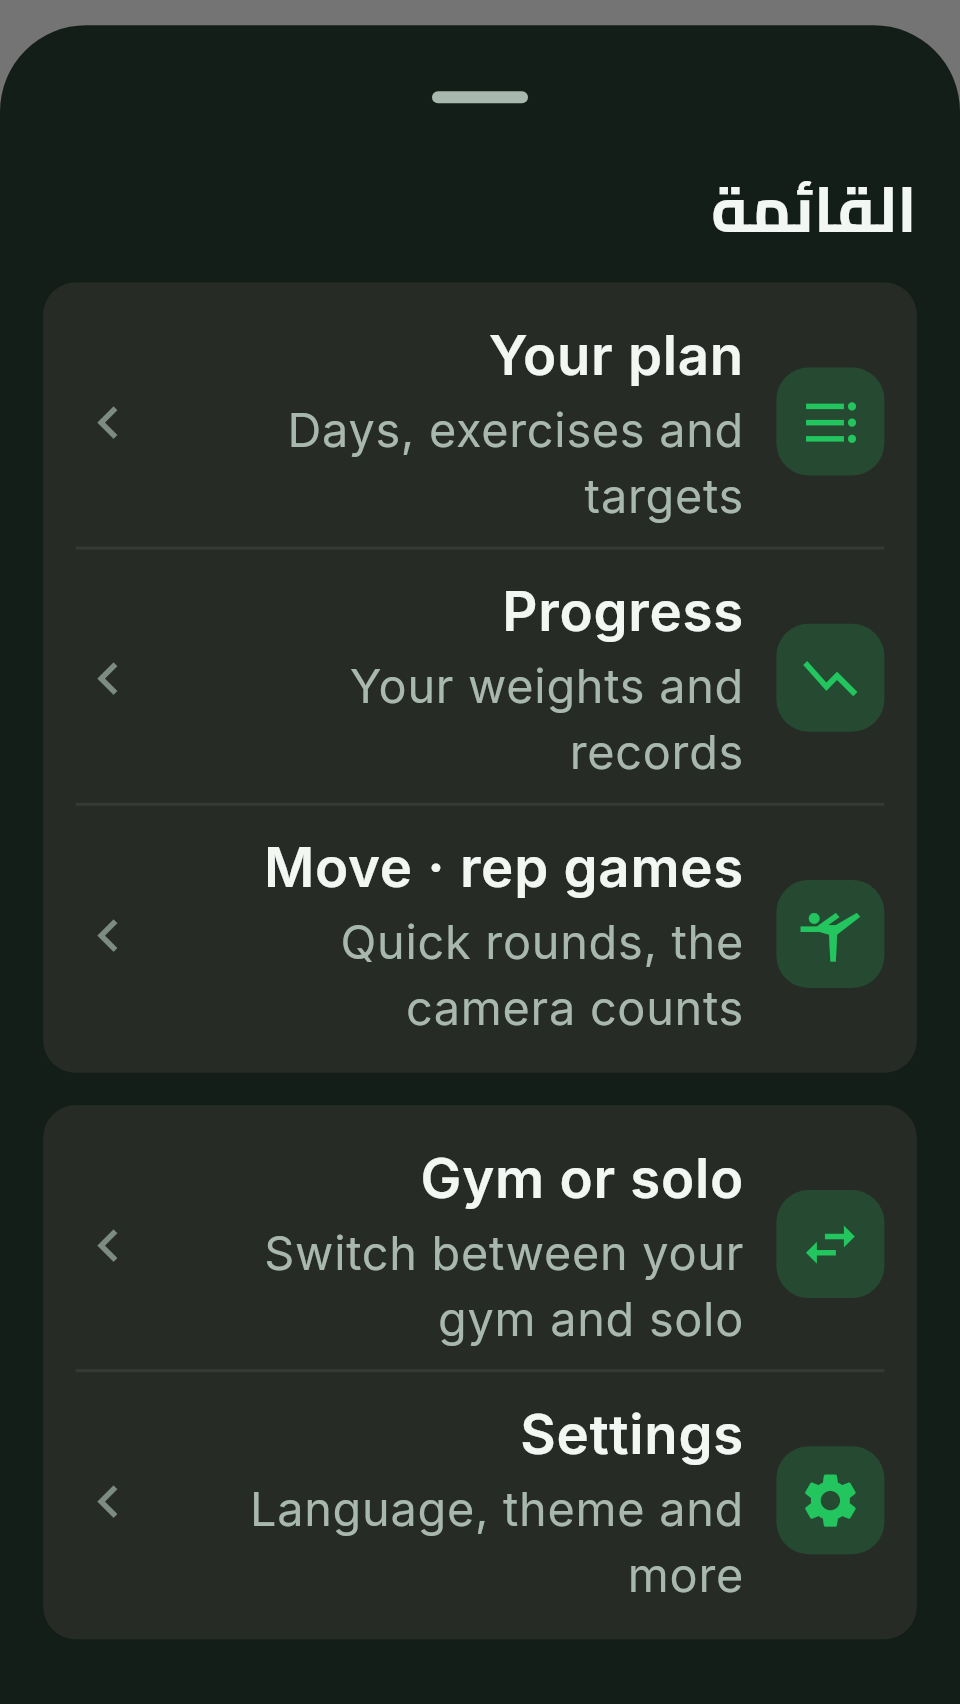 القائمة
Your plan
Days, exercises and
targets
Progress
Your weights and
records
Move · rep games
Quick rounds, the
camera counts
Gym or solo
Switch between your
gym and solo
Settings
Language, theme and
more